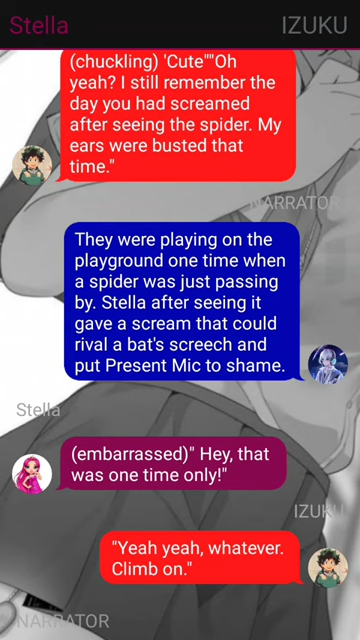 Stella IZUKU
(chuckling) 'Cute""Oh
yeah? I still remember the
day you had screamed
after seeing the spider. My
ears were busted that
time."
NARRATOR
They were playing on the
playground one time when
a spider was just passing
by. Stella after seeing it
gave a scream that could
rival a bat's screech and
put Present Mic to shame.
Stella
(embarrassed)" Hey, that
was one time only!"
IZUKU
"Yeah yeah, whatever.
Climb on."
NARRATOR